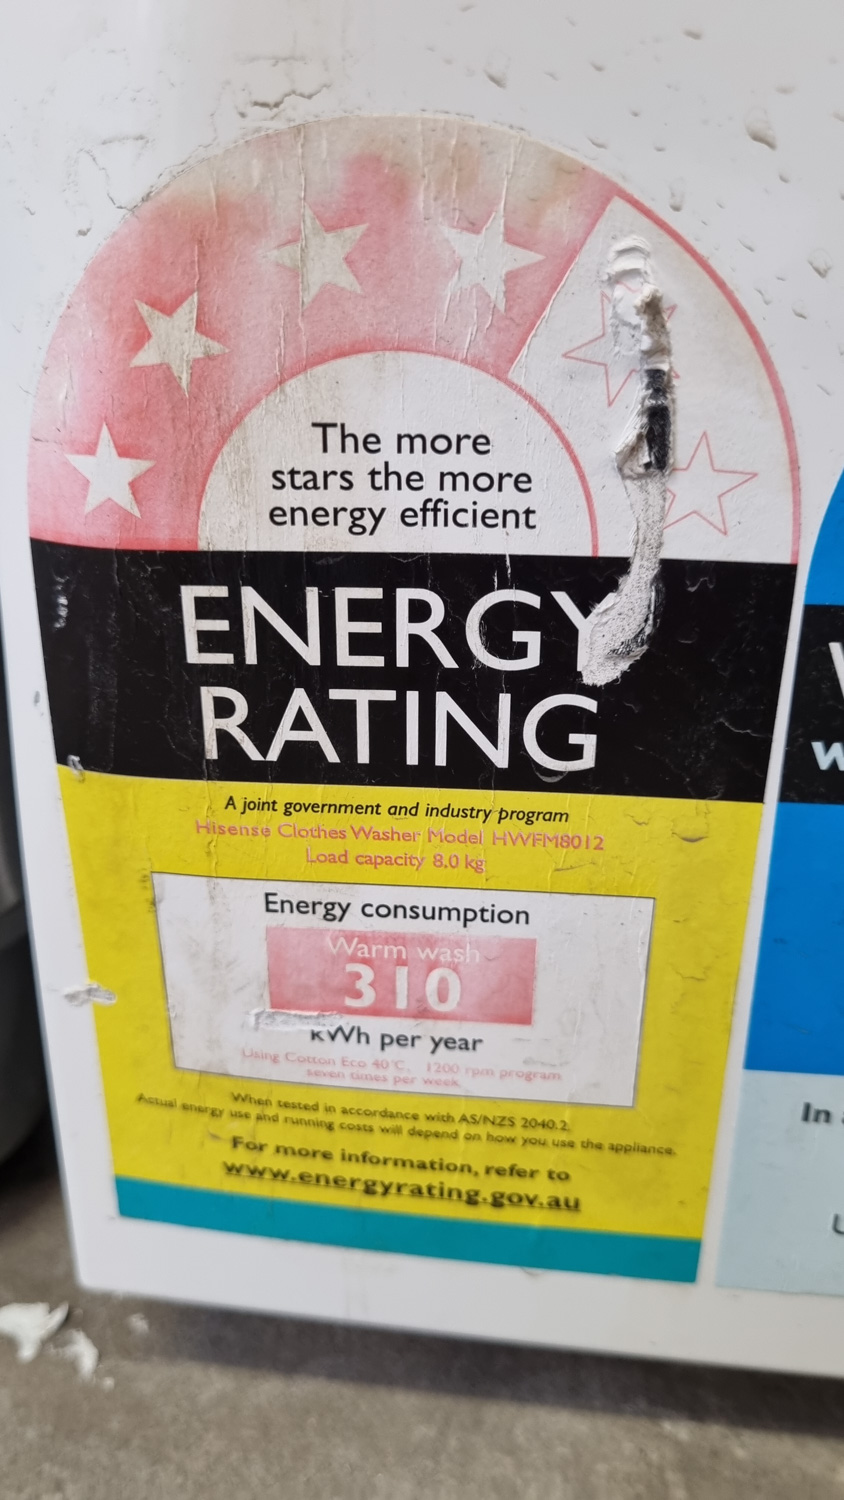 The more
stars the more
energy efficient
ENERGY
RATING
A joint government and industry program
Hisense Clothes Washer Model HWFM8012
Load capacity 8.0 kg
Energy consumption
Warm wash
310
kWh per year
Using Cotton Eco 40°C, 1200 rpm program
seven times per week
When tested in accordance with AS/NZS 2040.2.
Actual energy use and running costs will depend on how you use the appliance.
For more information, refer to
www.energyrating.gov.au
In